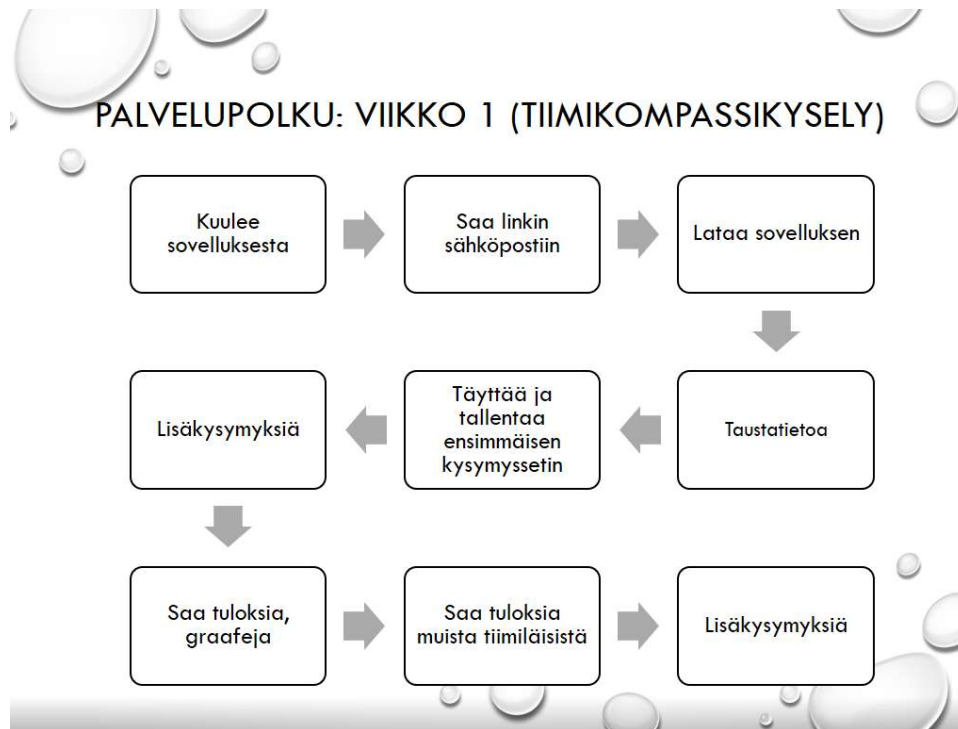 PALVELUPOLKU: VIIKKO 1 (TIIMIKOMPASSIKYSELY)
Kuulee
sovelluksesta
Saa linkin
sähköpostiin
Lataa sovelluksen
Taustatietoa
Täyttää ja
tallentaa
ensimmäisen
kysymyssetin
Lisäkysymyksiä
Saa tuloksia,
graafeja
Saa tuloksia
muista tiimiläisistä
Lisäkysymyksiä